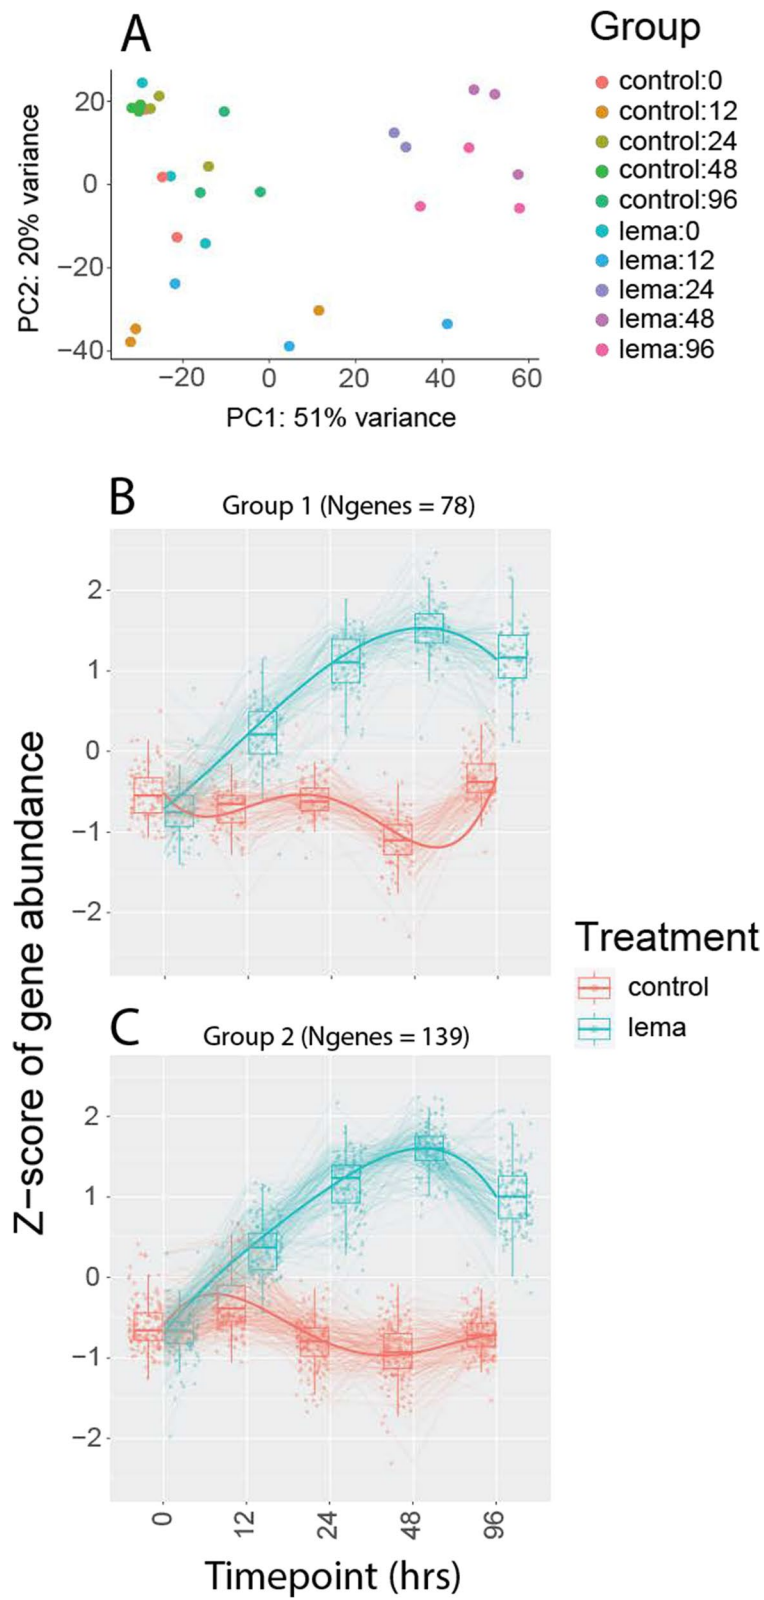 A
Group
20
0
−20
−40
PC2: 20% variance
−20 0 20 40 60
PC1: 51% variance
control:0
control:12
control:24
control:48
control:96
lema:0
lema:12
lema:24
lema:48
lema:96
B
Group 1 (Ngenes = 78)
2
1
0
−1
−2
Z−score of gene abundance
Treatment
control
lema
C
Group 2 (Ngenes = 139)
2
1
0
−1
−2
0 12 24 48 96
Timepoint (hrs)